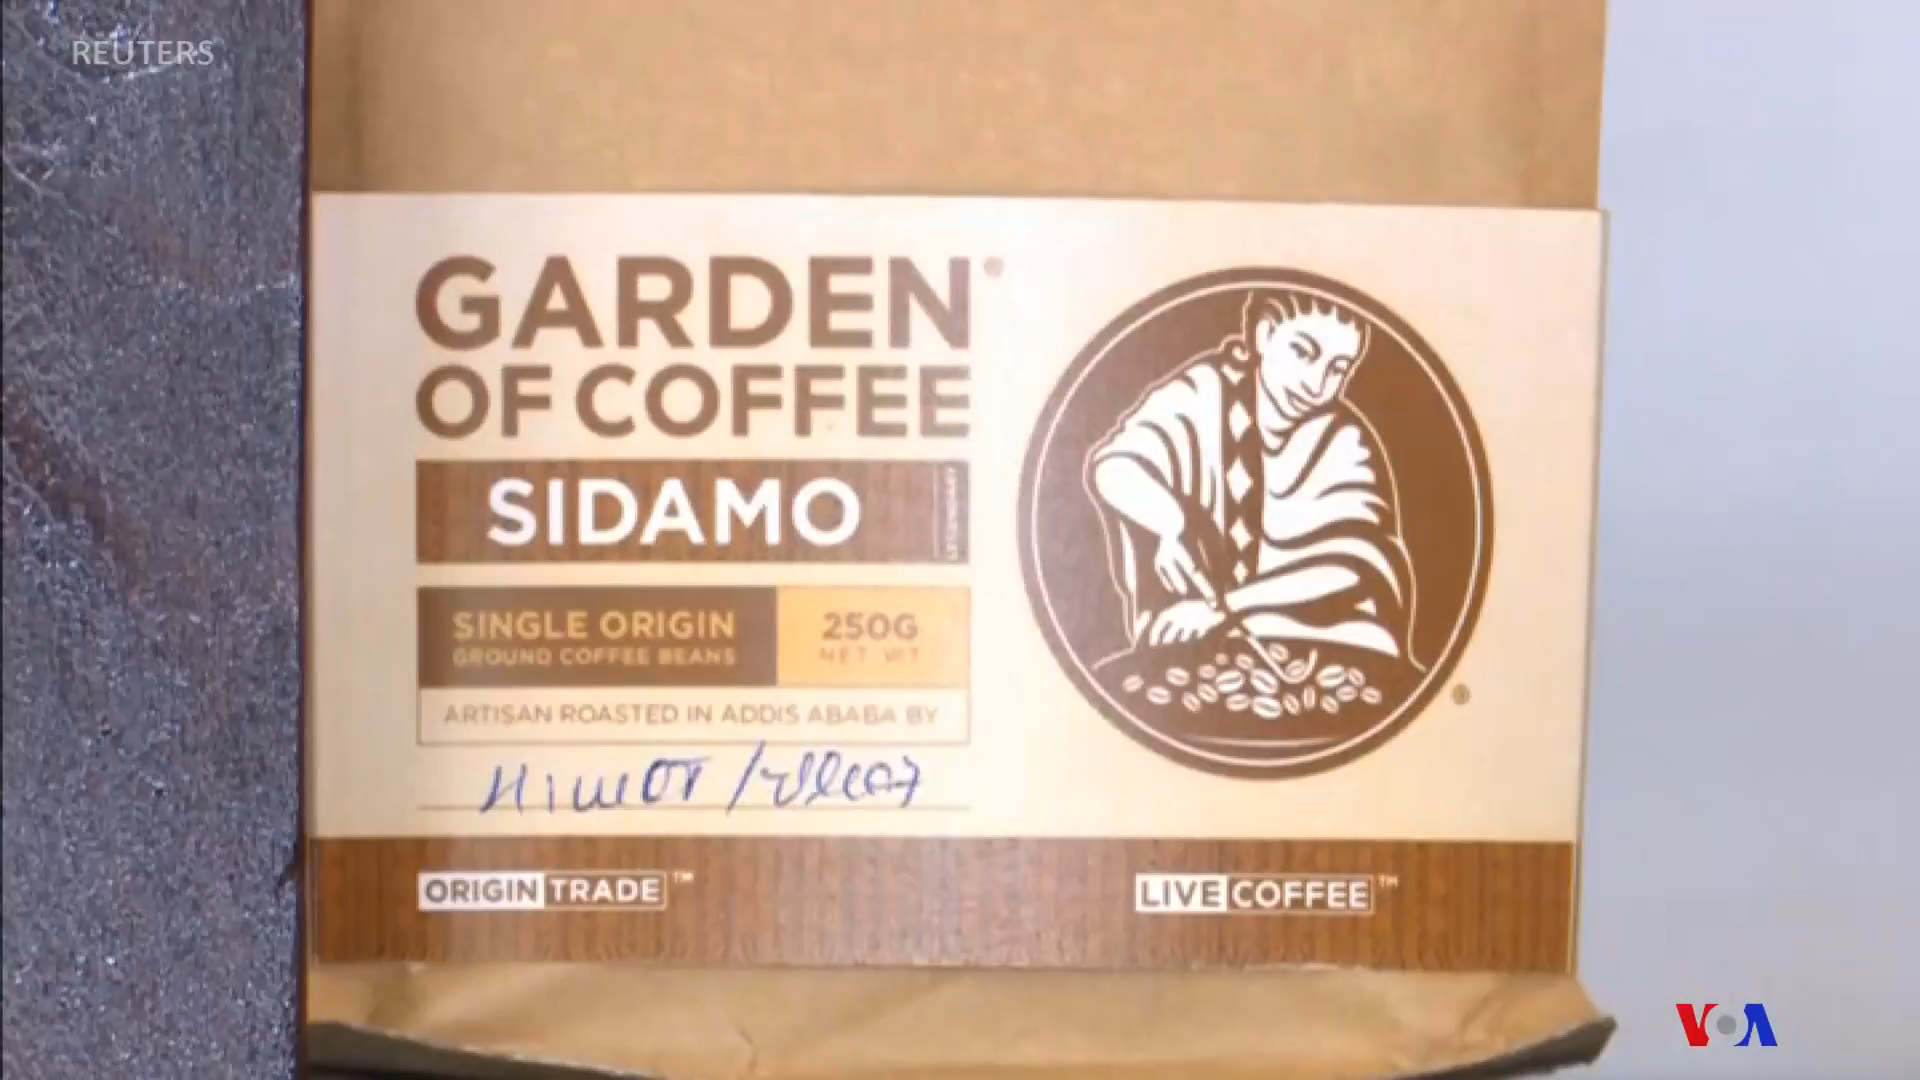 REUTERS
GARDEN®
OF COFFEE
SIDAMO
LEGENDARY
SINGLE ORIGIN
GROUND COFFEE BEANS
250G
NET WT
ARTISAN ROASTED IN ADDIS ABABA BY
ORIGIN TRADE™
LIVE COFFEE™
VOA